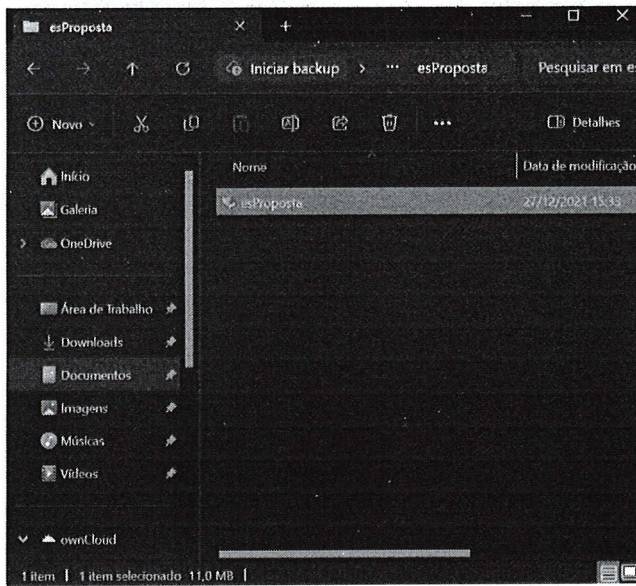 esProposta
Iniciar backup > ... esProposta Pesquisar em es
Novo Detalhes
Nome Data de modificação
esProposta 27/12/2021 15:33
Início
Galeria
OneDrive
Área de Trabalho
Downloads
Documentos
Imagens
Músicas
Vídeos
ownCloud
1 item 1 item selecionado 11,0 MB